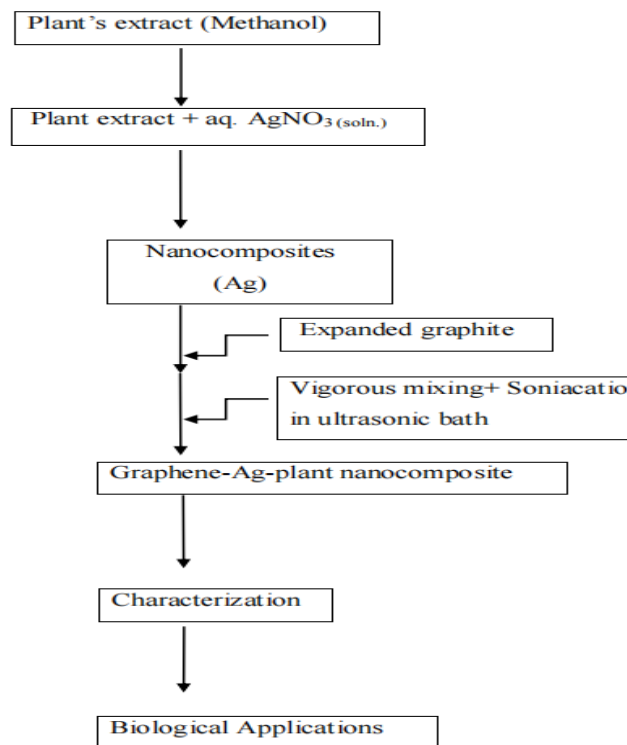 Plant's extract (Methanol)
Plant extract + aq. AgNO₃ (soln.)
Nanocomposites
(Ag)
Expanded graphite
Vigorous mixing+ Soniacatio
in ultrasonic bath
Graphene-Ag-plant nanocomposite
Characterization
Biological Applications